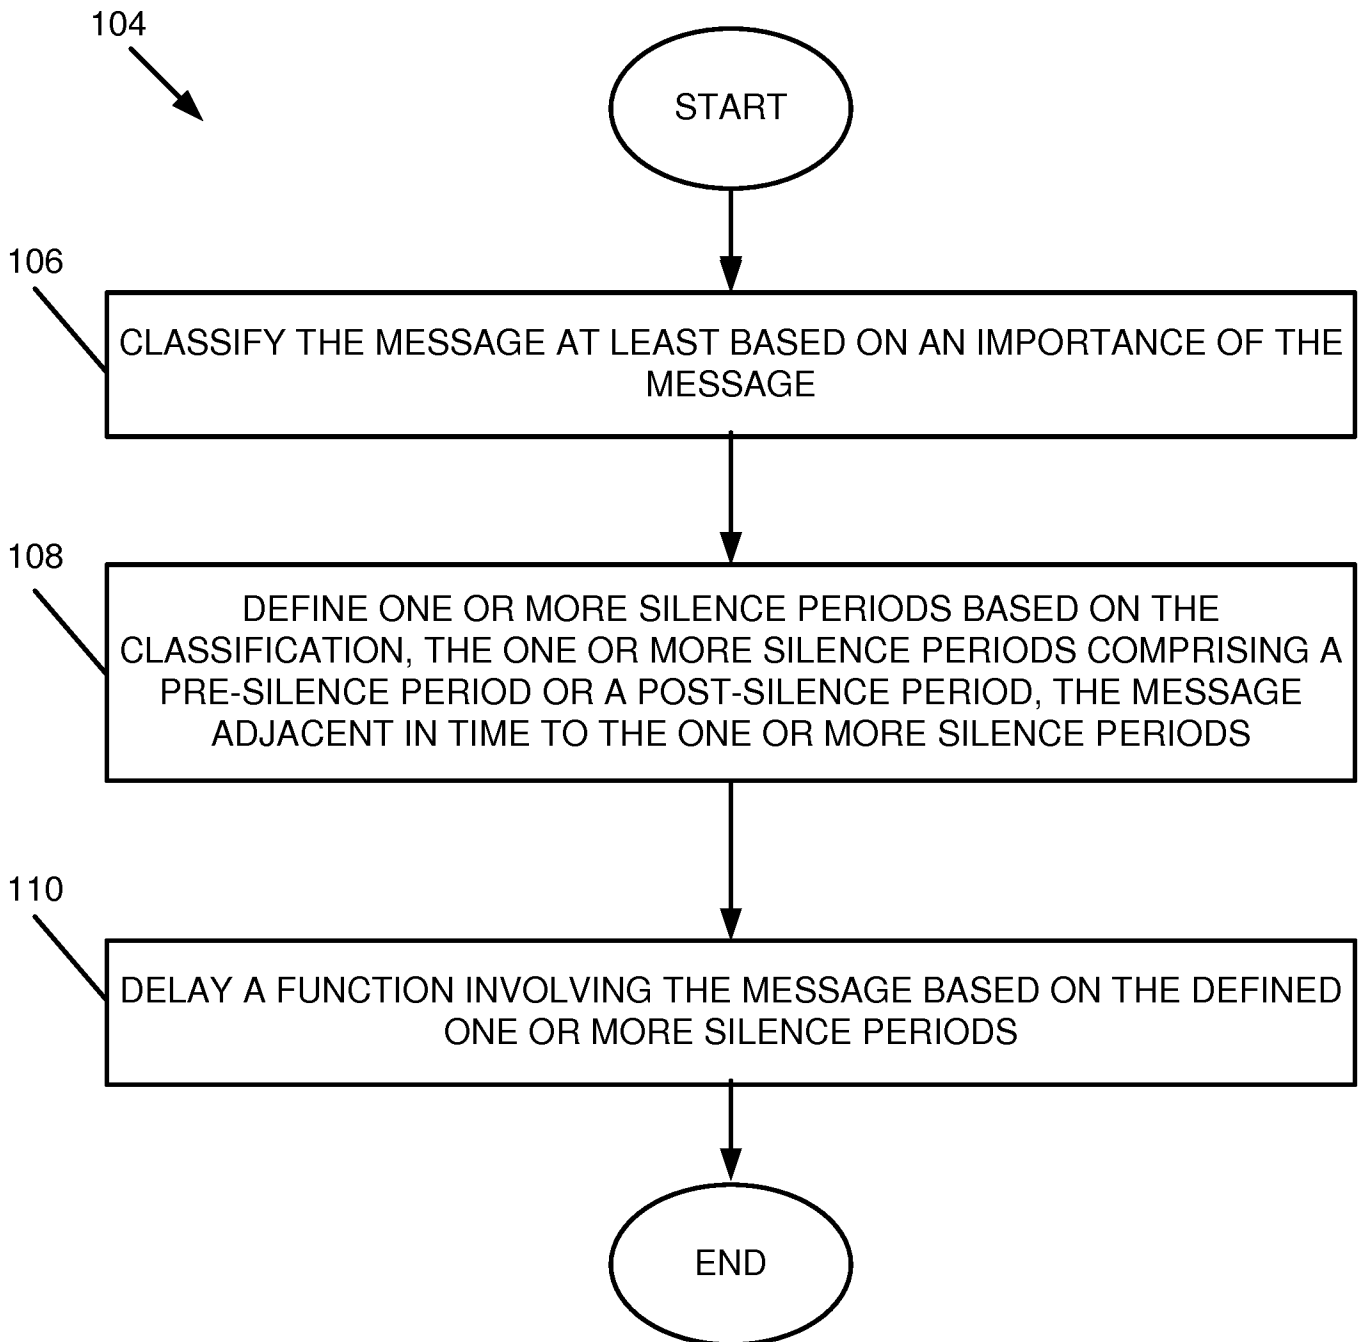 104
START
106
CLASSIFY THE MESSAGE AT LEAST BASED ON AN IMPORTANCE OF THE
MESSAGE
108
DEFINE ONE OR MORE SILENCE PERIODS BASED ON THE
CLASSIFICATION, THE ONE OR MORE SILENCE PERIODS COMPRISING A
PRE-SILENCE PERIOD OR A POST-SILENCE PERIOD, THE MESSAGE
ADJACENT IN TIME TO THE ONE OR MORE SILENCE PERIODS
110
DELAY A FUNCTION INVOLVING THE MESSAGE BASED ON THE DEFINED
ONE OR MORE SILENCE PERIODS
END